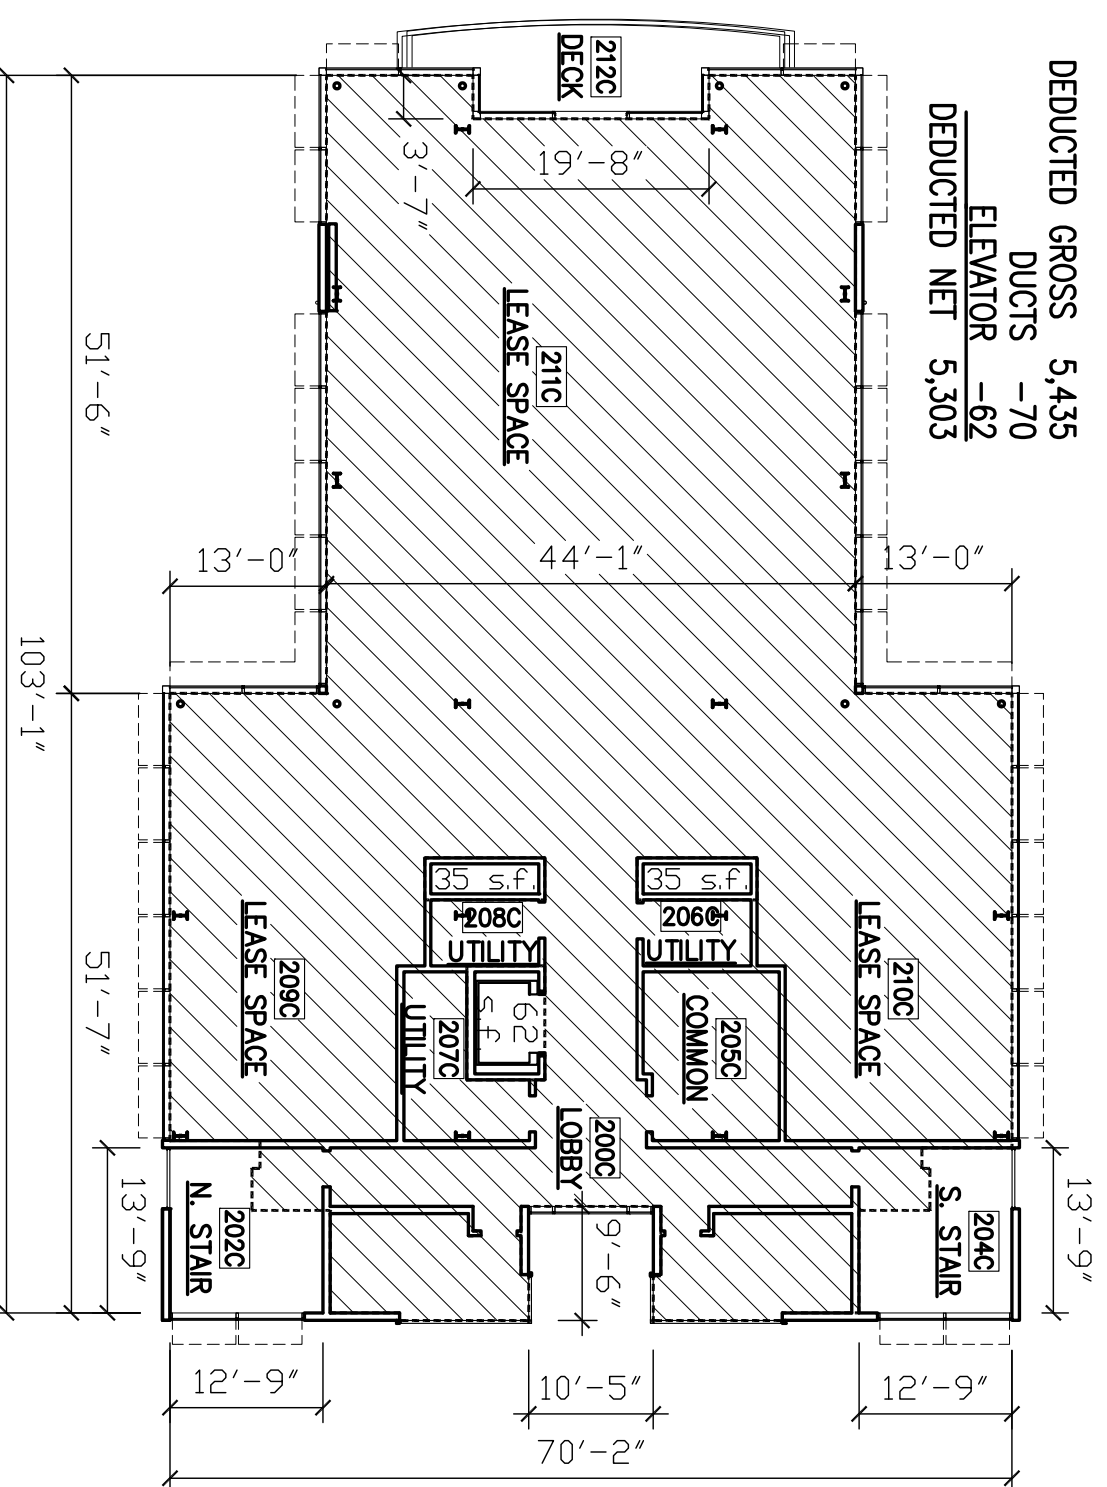 DEDUCTED GROSS 5,435
DUCTS -70
ELEVATOR -62
DEDUCTED NET 5,303
212C
DECK
3'-7"
19'-8"
211C
LEASE SPACE
51'-6"
13'-0"
44'-1"
13'-0"
103'-1"
35 s.f.
35 s.f.
208C
UTILITY
206C
UTILITY
209C
LEASE SPACE
210C
LEASE SPACE
62
s.f.
207C
UTILITY
205C
COMMON
51'-7"
200C
LOBBY
202C
N. STAIR
204C
S. STAIR
13'-9"
13'-9"
9'-6"
12'-9"
10'-5"
12'-9"
70'-2"